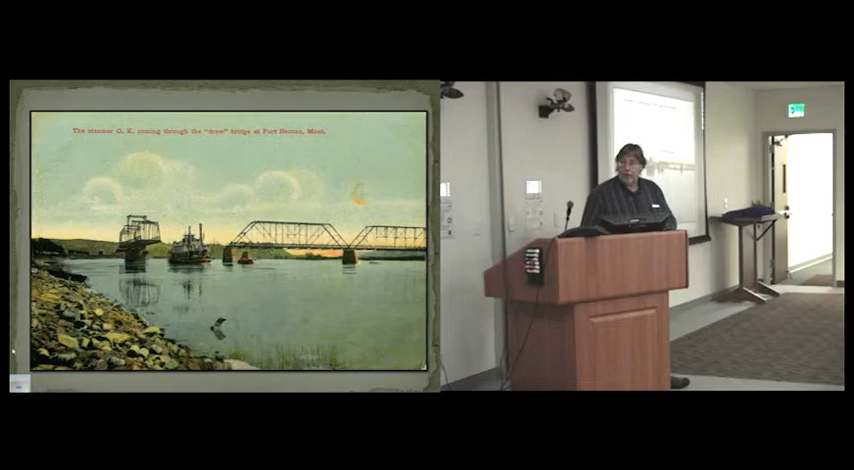 The steamer O. K. coming through the "draw" bridge at Fort Benton, Mont.